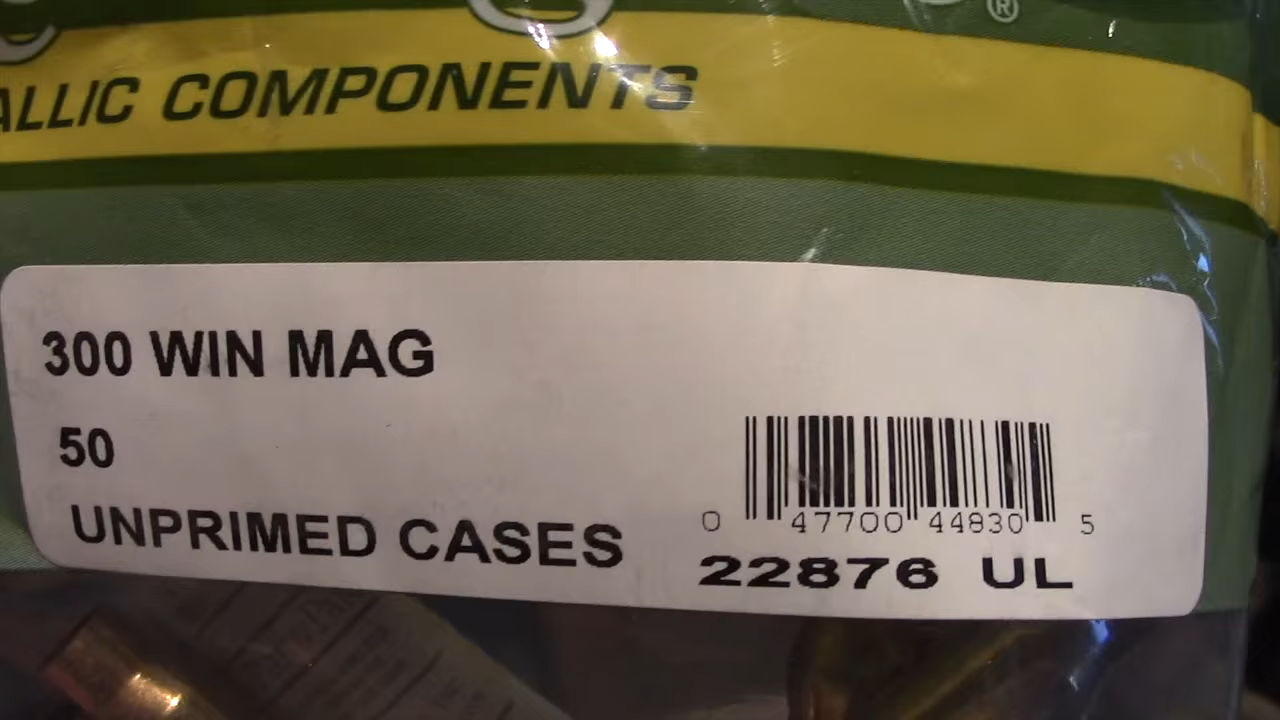 ®
ALLIC COMPONENTS
300 WIN MAG
50
UNPRIMED CASES
0 47700 44830 5
22876 UL